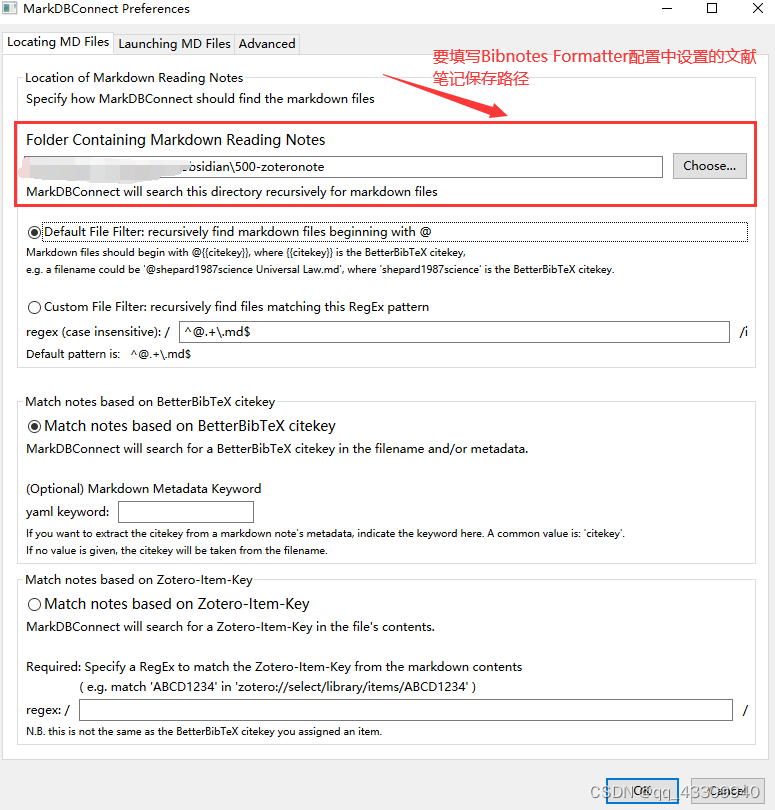 MarkDBConnect Preferences
Locating MD Files Launching MD Files Advanced
要填写Bibnotes Formatter配置中设置的文献
笔记保存路径
Location of Markdown Reading Notes
Specify how MarkDBConnect should find the markdown files
Folder Containing Markdown Reading Notes
bsidian\500-zoteronote Choose...
MarkDBConnect will search this directory recursively for markdown files
Default File Filter: recursively find markdown files beginning with @
Markdown files should begin with @{{citekey}}, where {{citekey}} is the BetterBibTeX citekey,
e.g. a filename could be '@shepard1987science Universal Law.md', where 'shepard1987science' is the BetterBibTeX citekey.
Custom File Filter: recursively find files matching this RegEx pattern
regex (case insensitive): / ^@.+\.md$ /i
Default pattern is: ^@.+\.md$
Match notes based on BetterBibTeX citekey
Match notes based on BetterBibTeX citekey
MarkDBConnect will search for a BetterBibTeX citekey in the filename and/or metadata.
(Optional) Markdown Metadata Keyword
yaml keyword:
If you want to extract the citekey from a markdown note's metadata, indicate the keyword here. A common value is: 'citekey'.
If no value is given, the citekey will be taken from the filename.
Match notes based on Zotero-Item-Key
Match notes based on Zotero-Item-Key
MarkDBConnect will search for a Zotero-Item-Key in the file's contents.
Required: Specify a RegEx to match the Zotero-Item-Key from the markdown contents
( e.g. match 'ABCD1234' in 'zotero://select/library/items/ABCD1234' )
regex: / /
N.B. this is not the same as the BetterBibTeX citekey you assigned an item.
OK Cancel